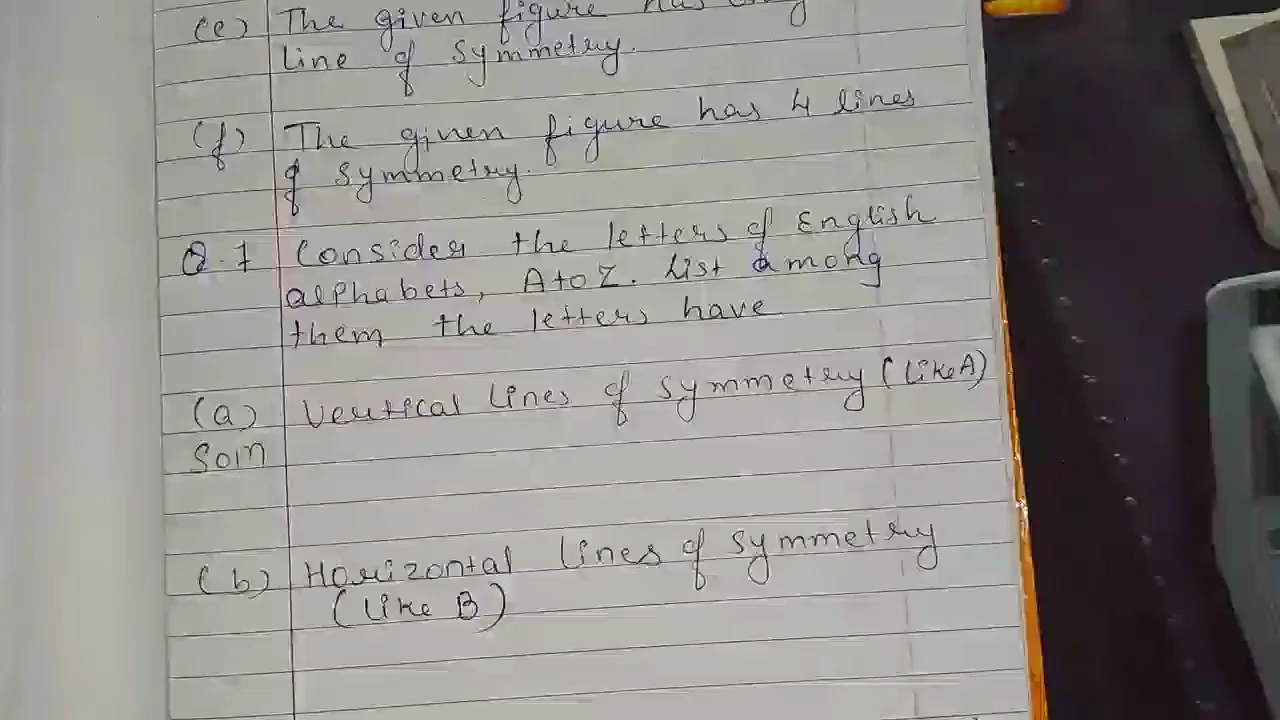 (e) The given figure has
line of symmetry.
(f) The given figure has 4 lines
of symmetry.
Q.7 Consider the letters of English
alphabets, A to Z. List among
them the letters have
(a) Vertical lines of symmetry (like A)
Soln
(b) Horizontal lines of symmetry
(like B)